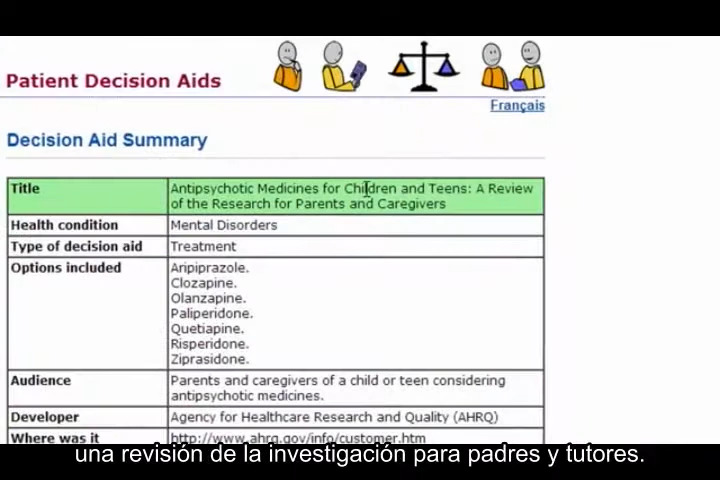 Patient Decision Aids
Français
Decision Aid Summary
Title
Antipsychotic Medicines for Children and Teens: A Review
of the Research for Parents and Caregivers
Health condition
Mental Disorders
Type of decision aid
Treatment
Options included
Aripiprazole.
Clozapine.
Olanzapine.
Paliperidone.
Quetiapine.
Risperidone.
Ziprasidone.
Audience
Parents and caregivers of a child or teen considering
antipsychotic medicines.
Developer
Agency for Healthcare Research and Quality (AHRQ)
Where was it
http://www.ahrq.gov/info/customer.htm
una revisión de la investigación para padres y tutores.